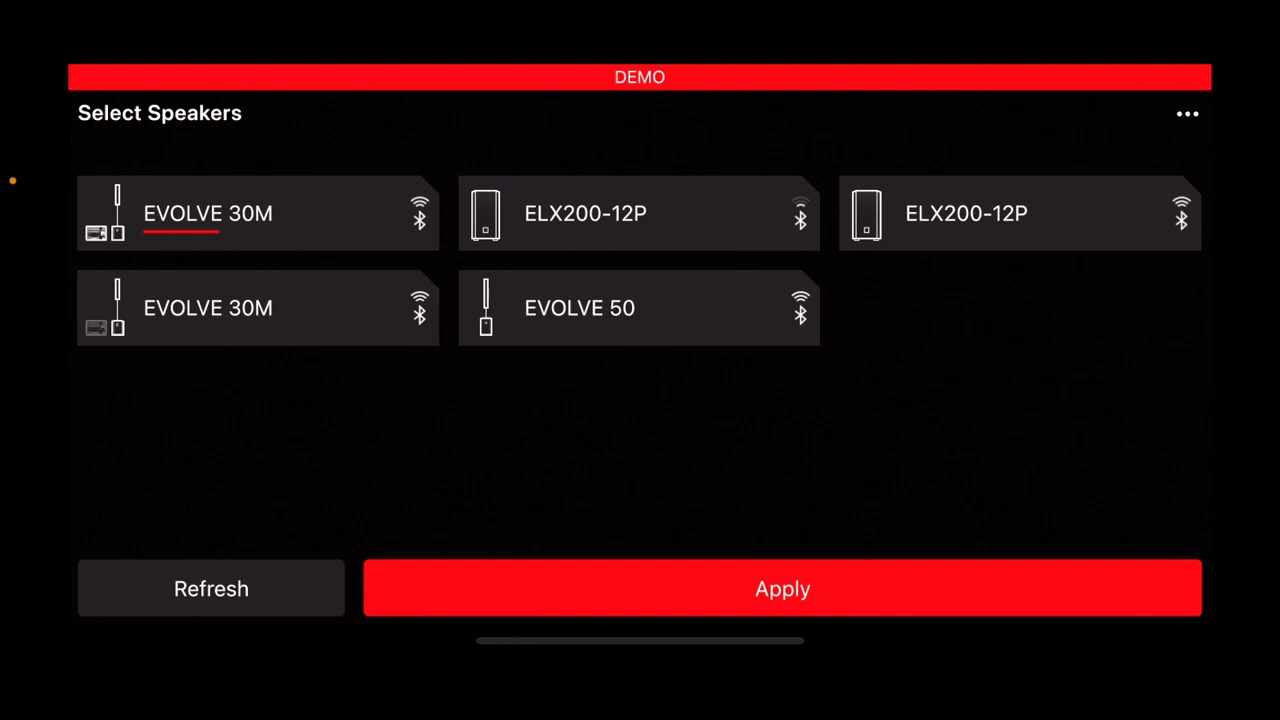 DEMO
Select Speakers
EVOLVE 30M
ELX200-12P
ELX200-12P
EVOLVE 30M
EVOLVE 50
Refresh
Apply